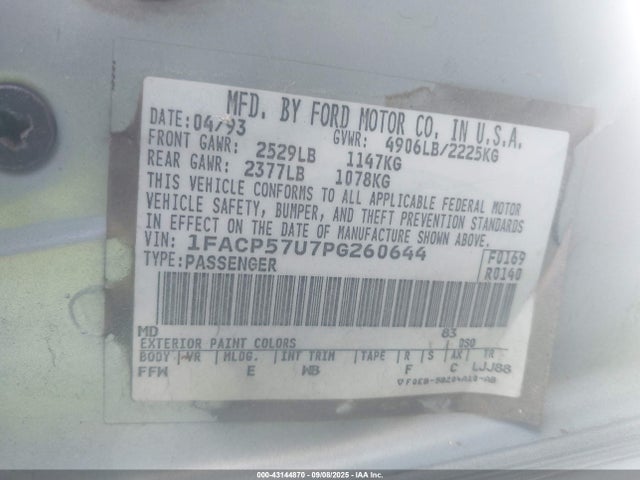 MFD. BY FORD MOTOR CO. IN U.S.A.
DATE: 04/93 GVWR: 4906LB/2225KG
FRONT GAWR: 2529LB 1147KG
REAR GAWR: 2377LB 1078KG
THIS VEHICLE CONFORMS TO ALL APPLICABLE FEDERAL MOTOR
VEHICLE SAFETY, BUMPER, AND THEFT PREVENTION STANDARDS
IN EFFECT ON THE DATE OF MANUFACTURE SHOWN ABOVE.
VIN: 1FACP57U7PG260644 F0169
TYPE: PASSENGER R0140
MD 83
EXTERIOR PAINT COLORS DSO
BODY VR MLDG. INT TRIM TAPE R S AX TR
FFW E WB F C LJJ88
000-43144870 09/08/2025 - IAA Inc.